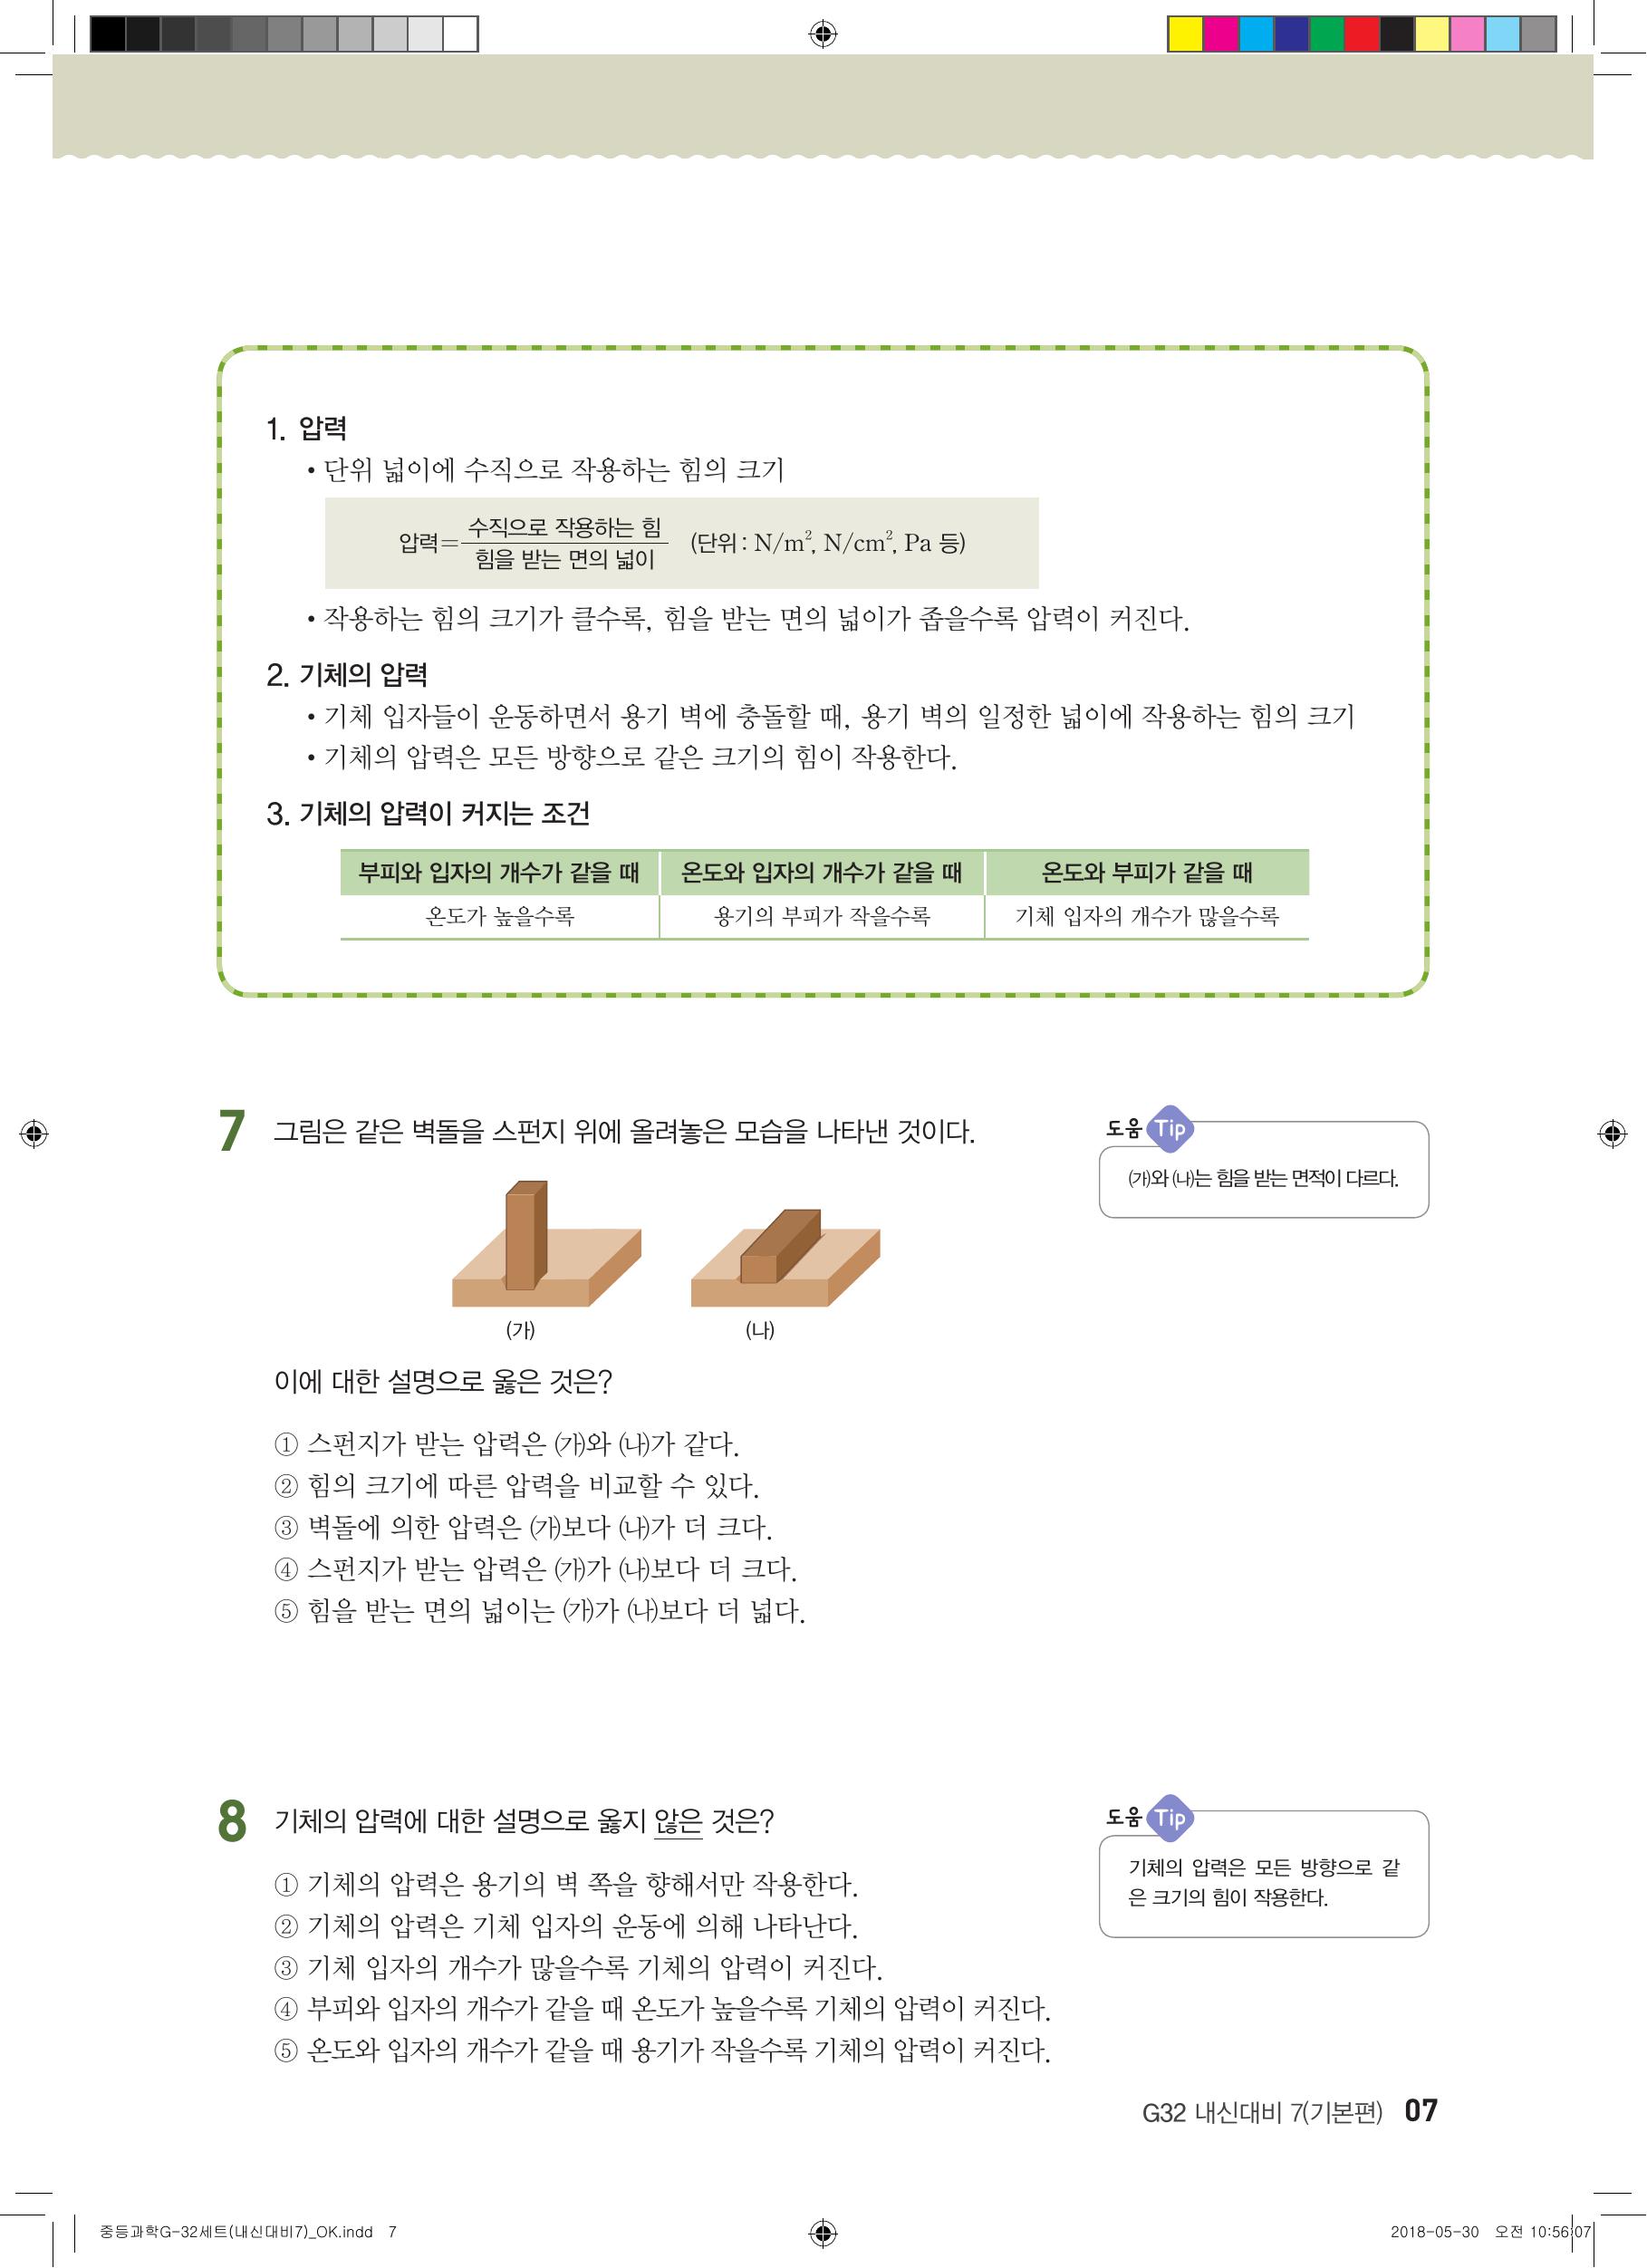 1. 압력
• 단위 넓이에 수직으로 작용하는 힘의 크기
압력=수직으로 작용하는 힘/힘을 받는 면의 넓이 (단위 : N/m², N/cm², Pa 등)
• 작용하는 힘의 크기가 클수록, 힘을 받는 면의 넓이가 좁을수록 압력이 커진다.
2. 기체의 압력
• 기체 입자들이 운동하면서 용기 벽에 충돌할 때, 용기 벽의 일정한 넓이에 작용하는 힘의 크기
• 기체의 압력은 모든 방향으로 같은 크기의 힘이 작용한다.
3. 기체의 압력이 커지는 조건
부피와 입자의 개수가 같을 때 온도와 입자의 개수가 같을 때 온도와 부피가 같을 때
온도가 높을수록 용기의 부피가 작을수록 기체 입자의 개수가 많을수록
7 그림은 같은 벽돌을 스펀지 위에 올려놓은 모습을 나타낸 것이다.
(가) (나)
이에 대한 설명으로 옳은 것은?
① 스펀지가 받는 압력은 (가)와 (나)가 같다.
② 힘의 크기에 따른 압력을 비교할 수 있다.
③ 벽돌에 의한 압력은 (가)보다 (나)가 더 크다.
④ 스펀지가 받는 압력은 (가)가 (나)보다 더 크다.
⑤ 힘을 받는 면의 넓이는 (가)가 (나)보다 더 넓다.
도움 Tip
(가)와 (나)는 힘을 받는 면적이 다르다.
8 기체의 압력에 대한 설명으로 옳지 않은 것은?
① 기체의 압력은 용기의 벽 쪽을 향해서만 작용한다.
② 기체의 압력은 기체 입자의 운동에 의해 나타난다.
③ 기체 입자의 개수가 많을수록 기체의 압력이 커진다.
④ 부피와 입자의 개수가 같을 때 온도가 높을수록 기체의 압력이 커진다.
⑤ 온도와 입자의 개수가 같을 때 용기가 작을수록 기체의 압력이 커진다.
도움 Tip
기체의 압력은 모든 방향으로 같
은 크기의 힘이 작용한다.
G32 내신대비 7(기본편) 07
중등과학G-32세트(내신대비7)_OK.indd 7
2018-05-30 오전 10:56:07